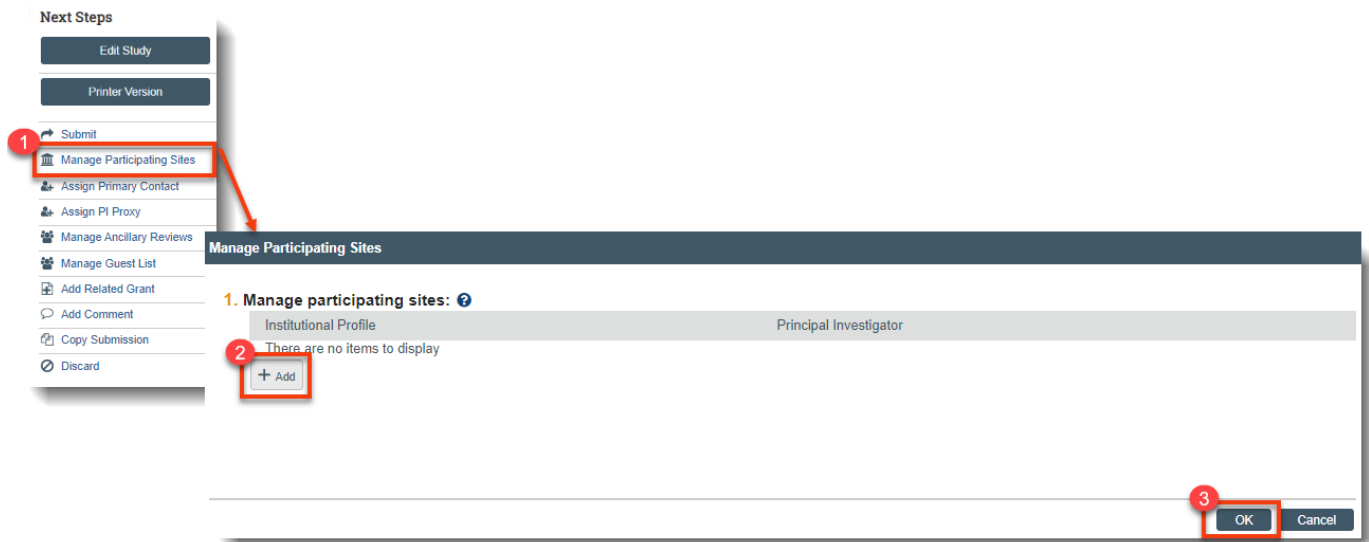 Next Steps
Edit Study
Printer Version
Submit
1
Manage Participating Sites
Assign Primary Contact
Assign PI Proxy
Manage Ancillary Reviews
Manage Guest List
Add Related Grant
Add Comment
Copy Submission
Discard
Manage Participating Sites
1. Manage participating sites: ?
Institutional Profile Principal Investigator
There are no items to display
2
+ Add
3
OK Cancel